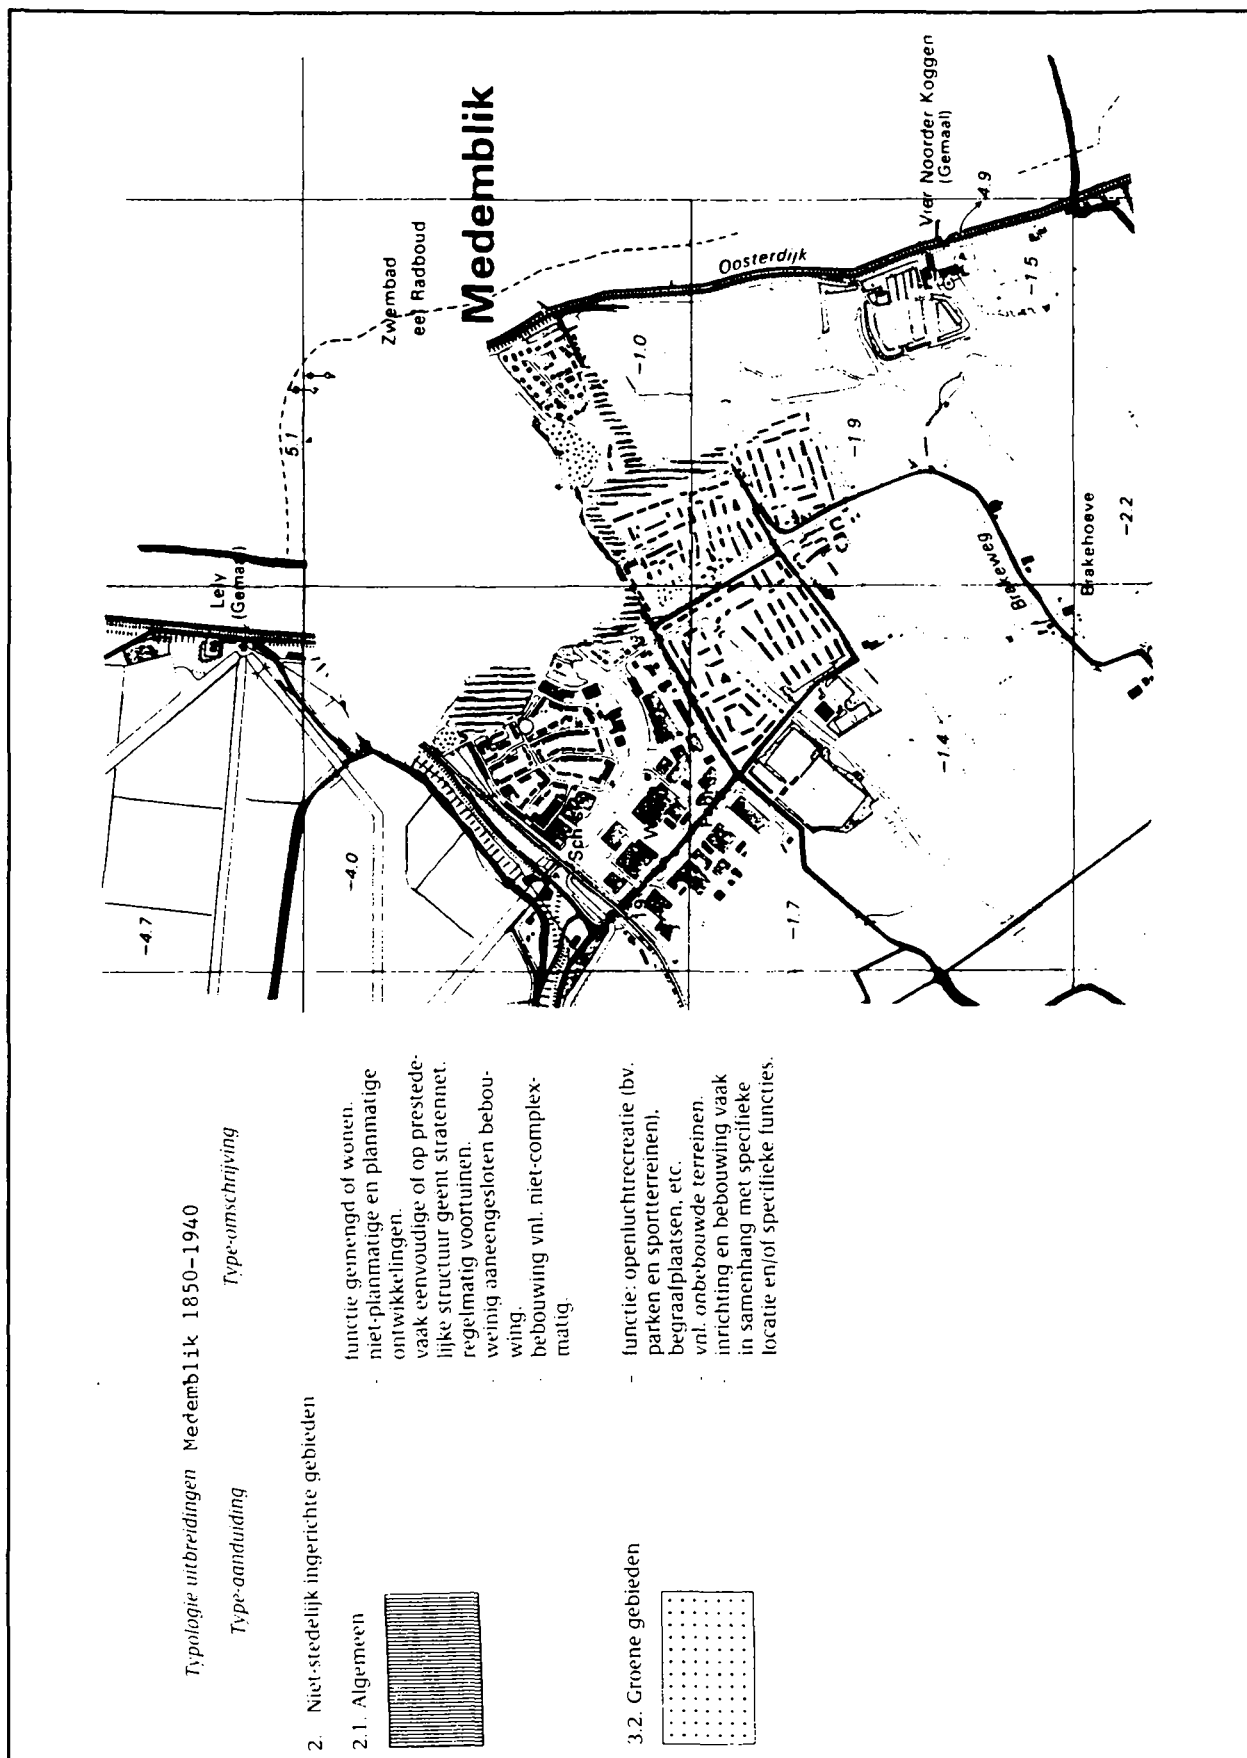 Typologie uitbreidingen Medemblik 1850-1940
Type-aanduiding
Type-omschrijving
2. Niet-stedelijk ingerichte gebieden
2.1. Algemeen
functie gemengd of wonen.
niet-planmatige en planmatige
ontwikkelingen.
vaak eenvoudige of op prestede-
lijke structuur geent stratennet.
regelmatig voortuinen.
weinig aaneengesloten bebou-
wing.
bebouwing vnl. niet-complex-
matig.
3.2. Groene gebieden
- functie: openluchtrecreatie (bv.
parken en sportterreinen),
begraafplaatsen, etc.
vnl. onbebouwde terreinen.
inrichting en bebouwing vaak
in samenhang met specifieke
locatie en/of specifieke functies.
Medemblik
Zwembad
eel Radboud
5.1
Lely
(Gemaal)
-4.7
-4.0
Sch
Oosterdijk
Vier Noorder Koggen
(Gemaal)
4.9
-1.0
-1.5
-1.9
Brakeweg
Brakehoeve
-2.2
-1.4
-1.7